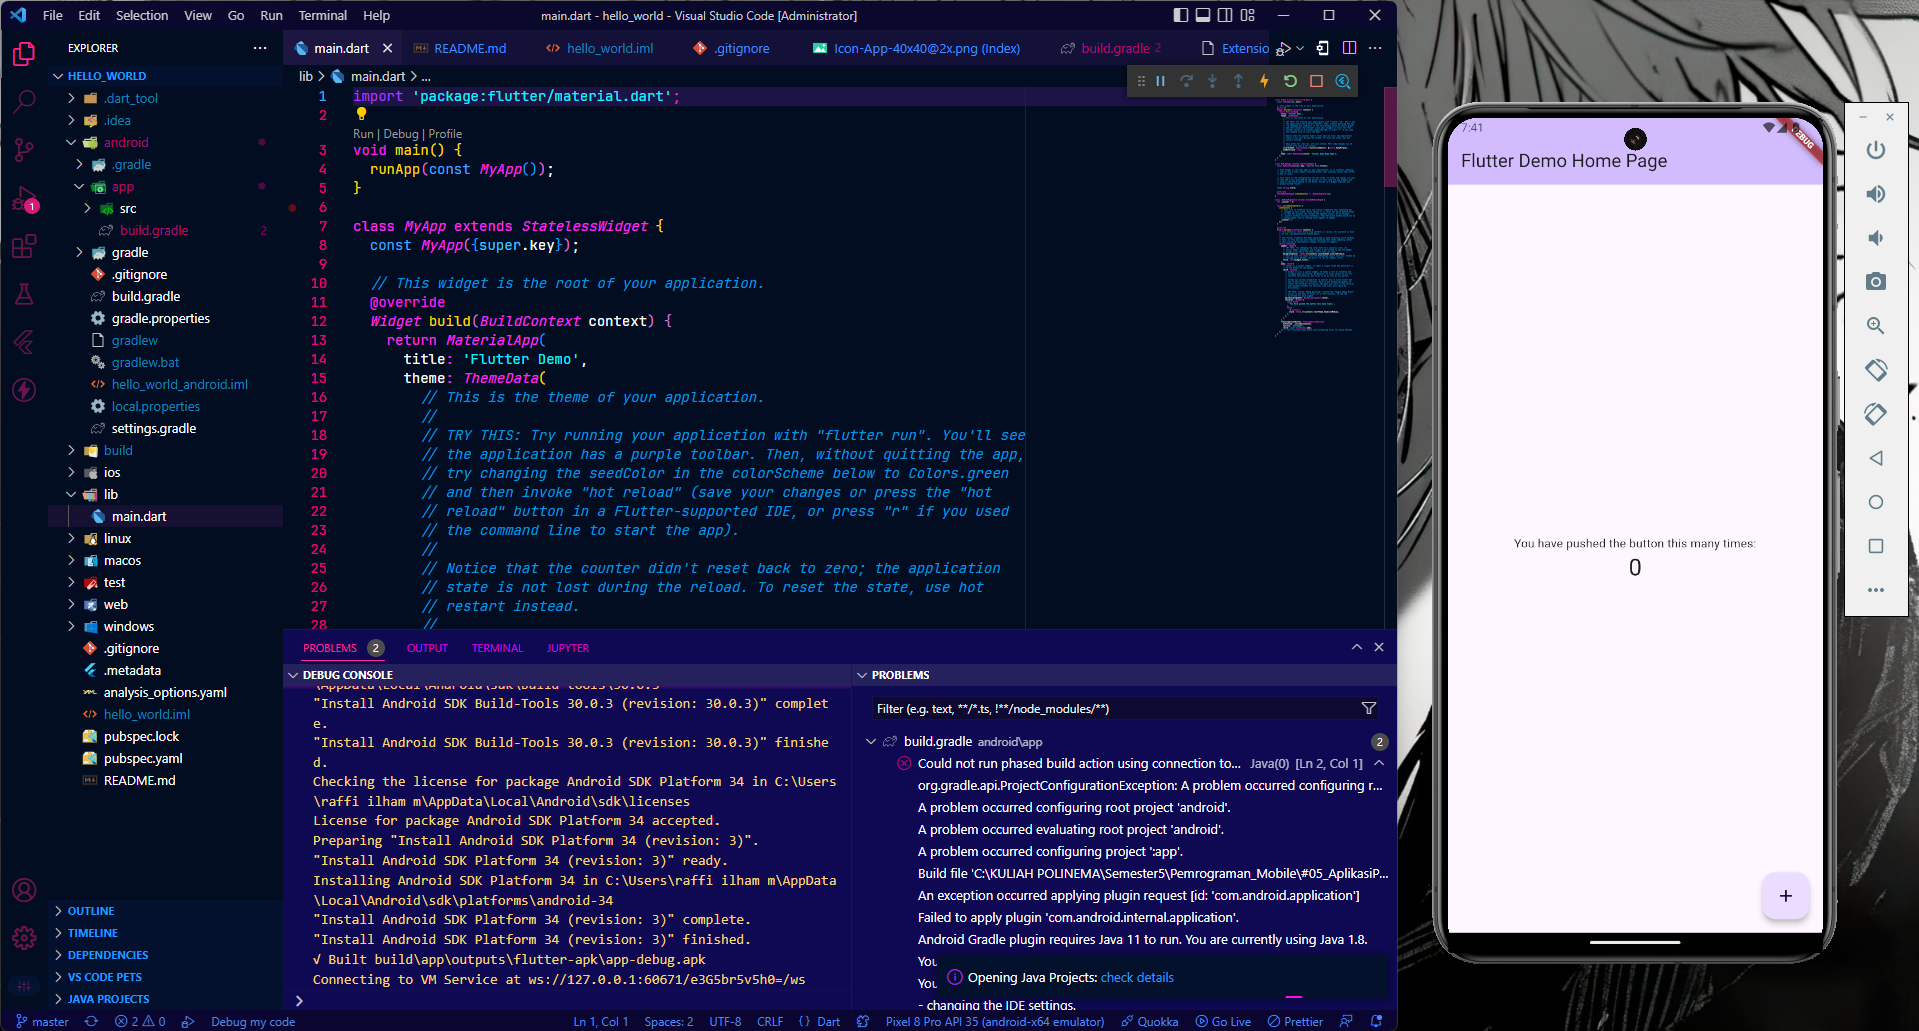 File Edit Selection View Go Run Terminal Help
main.dart - hello_world - Visual Studio Code [Administrator]
EXPLORER
main.dart
README.md
hello_world.iml
.gitignore
Icon-App-40x40@2x.png (Index)
build.gradle 2
Extensio
HELLO_WORLD
.dart_tool
.idea
android
.gradle
app
src
build.gradle 2
gradle
.gitignore
build.gradle
gradle.properties
gradlew
gradlew.bat
hello_world_android.iml
local.properties
settings.gradle
build
ios
lib
main.dart
linux
macos
test
web
windows
.gitignore
.metadata
analysis_options.yaml
hello_world.iml
pubspec.lock
pubspec.yaml
README.md
OUTLINE
TIMELINE
DEPENDENCIES
VS CODE PETS
JAVA PROJECTS
1
lib > main.dart > ...
1 import 'package:flutter/material.dart';
2
Run | Debug | Profile
3 void main() {
4 runApp(const MyApp());
5 }
6
7 class MyApp extends StatelessWidget {
8 const MyApp({super.key});
9
10 // This widget is the root of your application.
11 @override
12 Widget build(BuildContext context) {
13 return MaterialApp(
14 title: 'Flutter Demo',
15 theme: ThemeData(
16 // This is the theme of your application.
17 //
18 // TRY THIS: Try running your application with "flutter run". You'll see
19 // the application has a purple toolbar. Then, without quitting the app,
20 // try changing the seedColor in the colorScheme below to Colors.green
21 // and then invoke "hot reload" (save your changes or press the "hot
22 // reload" button in a Flutter-supported IDE, or press "r" if you used
23 // the command line to start the app).
24 //
25 // Notice that the counter didn't reset back to zero; the application
26 // state is not lost during the reload. To reset the state, use hot
27 // restart instead.
28 //
PROBLEMS 2 OUTPUT TERMINAL JUPYTER
DEBUG CONSOLE
\AppData\Local\Android\sdk\build-tools\30.0.3
"Install Android SDK Build-Tools 30.0.3 (revision: 30.0.3)" complet
e.
"Install Android SDK Build-Tools 30.0.3 (revision: 30.0.3)" finishe
d.
Checking the license for package Android SDK Platform 34 in C:\Users
\raffi ilham m\AppData\Local\Android\sdk\licenses
License for package Android SDK Platform 34 accepted.
Preparing "Install Android SDK Platform 34 (revision: 3)".
"Install Android SDK Platform 34 (revision: 3)" ready.
Installing Android SDK Platform 34 in C:\Users\raffi ilham m\AppData
\Local\Android\sdk\platforms\android-34
"Install Android SDK Platform 34 (revision: 3)" complete.
"Install Android SDK Platform 34 (revision: 3)" finished.
√ Built build\app\outputs\flutter-apk\app-debug.apk
Connecting to VM Service at ws://127.0.0.1:60671/e3G5br5v5h0=/ws
PROBLEMS
Filter (e.g. text, **/*.ts, !**/node_modules/**)
build.gradle android\app 2
Could not run phased build action using connection to... Java(0) [Ln 2, Col 1]
org.gradle.api.ProjectConfigurationException: A problem occurred configuring r...
A problem occurred configuring root project 'android'.
A problem occurred evaluating root project 'android'.
A problem occurred configuring project ':app'.
Build file 'C:\KULIAH POLINEMA\Semester5\Pemrograman_Mobile\#05_AplikasiP...
An exception occurred applying plugin request [id: 'com.android.application']
Failed to apply plugin 'com.android.internal.application'.
Android Gradle plugin requires Java 11 to run. You are currently using Java 1.8.
You
You
- changing the IDE settings.
Opening Java Projects: check details
master 2 0 Debug my code Ln 1, Col 1 Spaces: 2 UTF-8 CRLF {} Dart Pixel 8 Pro API 35 (android-x64 emulator) Quokka Go Live Prettier
7:41
DEBUG
Flutter Demo Home Page
You have pushed the button this many times:
0
+